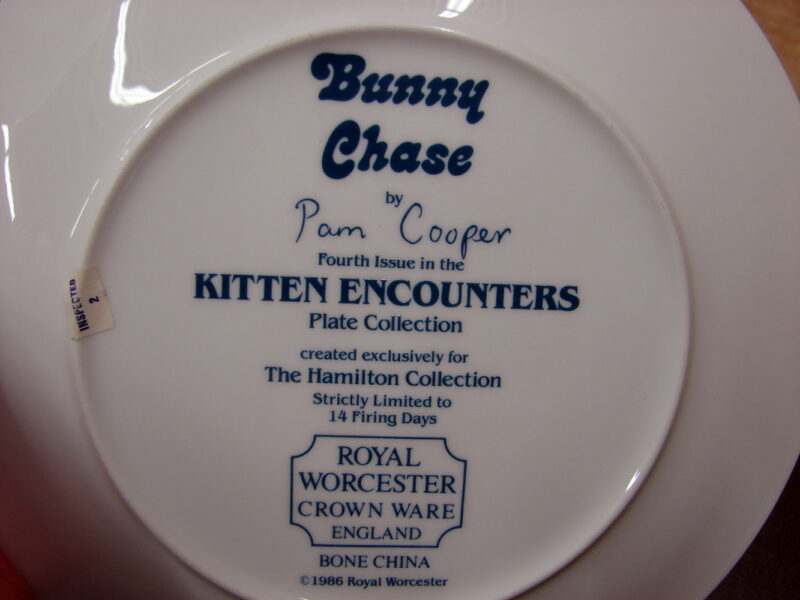 Bunny
Chase
by
Pam Cooper
Fourth Issue in the
KITTEN ENCOUNTERS
Plate Collection
created exclusively for
The Hamilton Collection
Strictly Limited to
14 Firing Days
ROYAL
WORCESTER
CROWN WARE
ENGLAND
BONE CHINA
©1986 Royal Worcester
INSPECTED
2